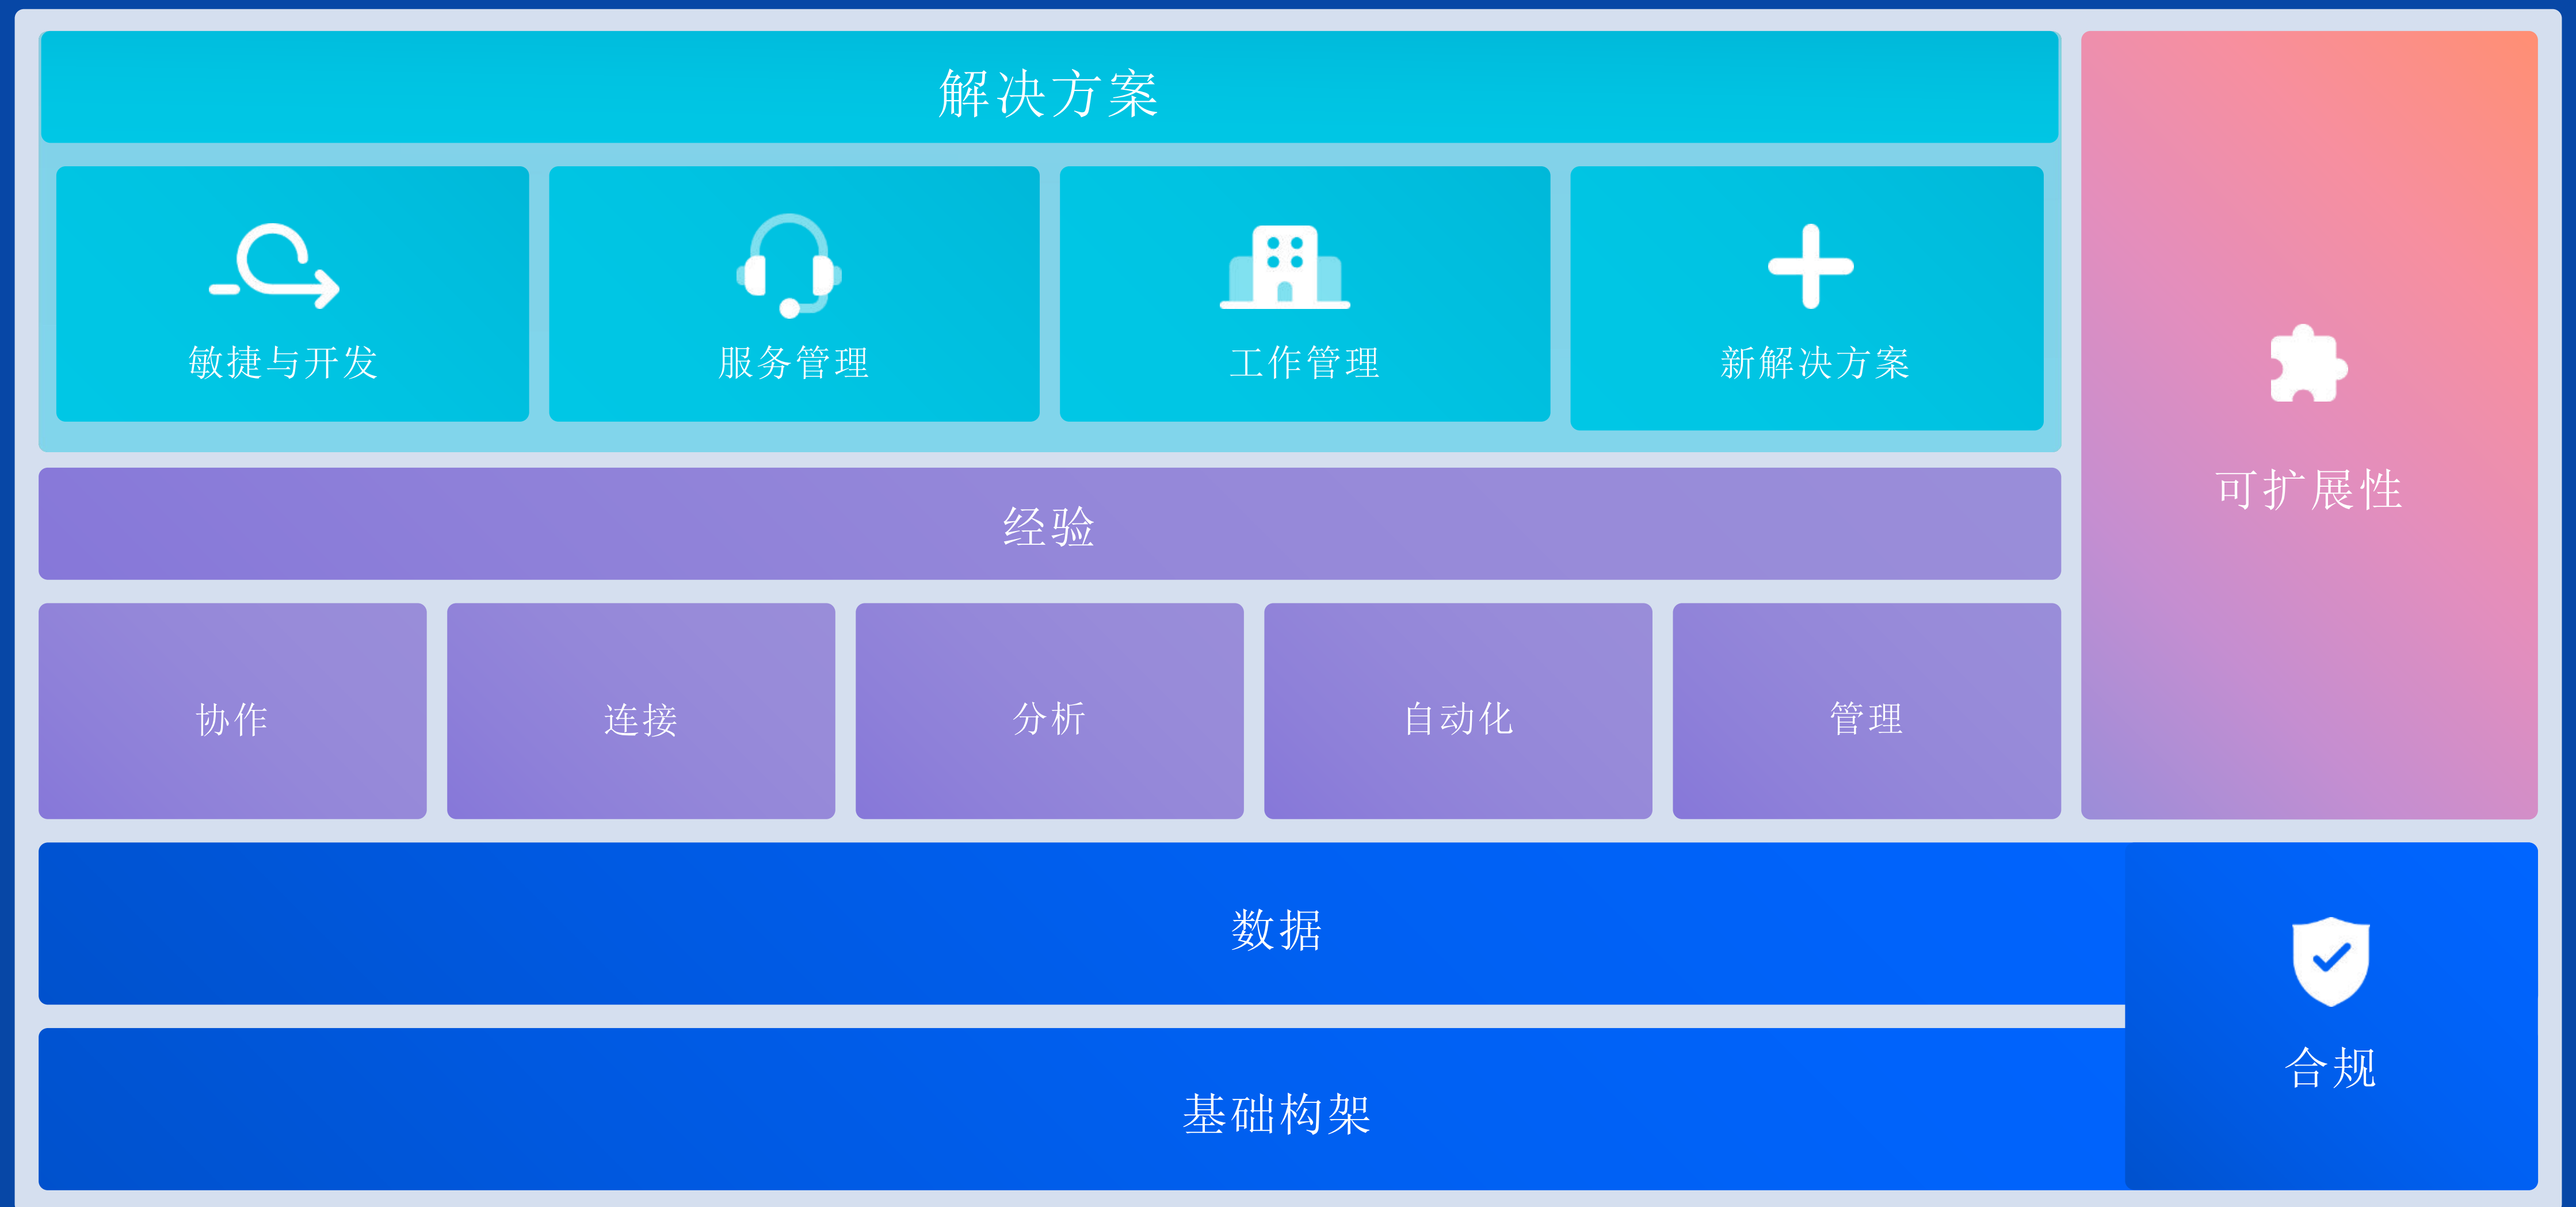 解决方案
敏捷与开发
服务管理
工作管理
新解决方案
可扩展性
经验
协作
连接
分析
自动化
管理
数据
合规
基础构架